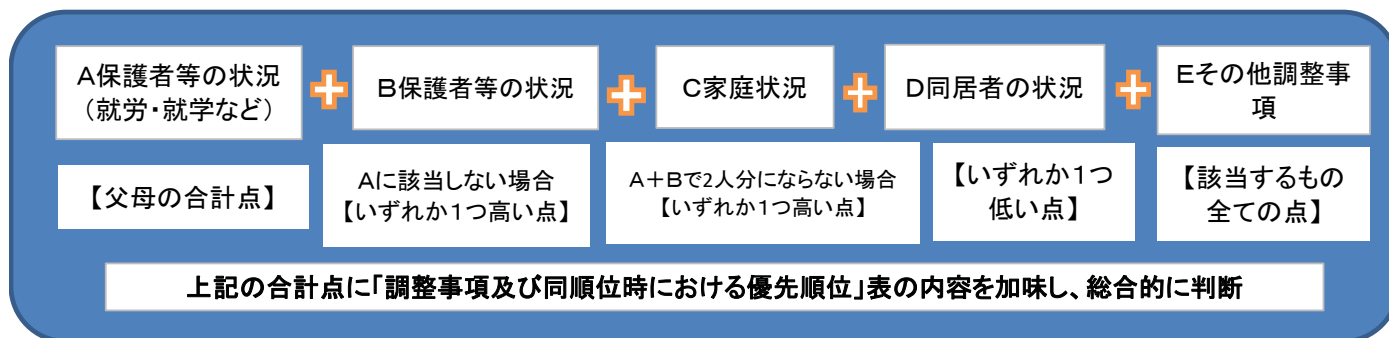 A保護者等の状況
(就労・就学など)
B保護者等の状況
C家庭状況
D同居者の状況
Eその他調整事
項
【父母の合計点】
Aに該当しない場合
【いずれか1つ高い点】
A+Bで2人分にならない場合
【いずれか1つ高い点】
【いずれか1つ
低い点】
【該当するもの
全ての点】
上記の合計点に「調整事項及び同順位時における優先順位」表の内容を加味し、総合的に判断